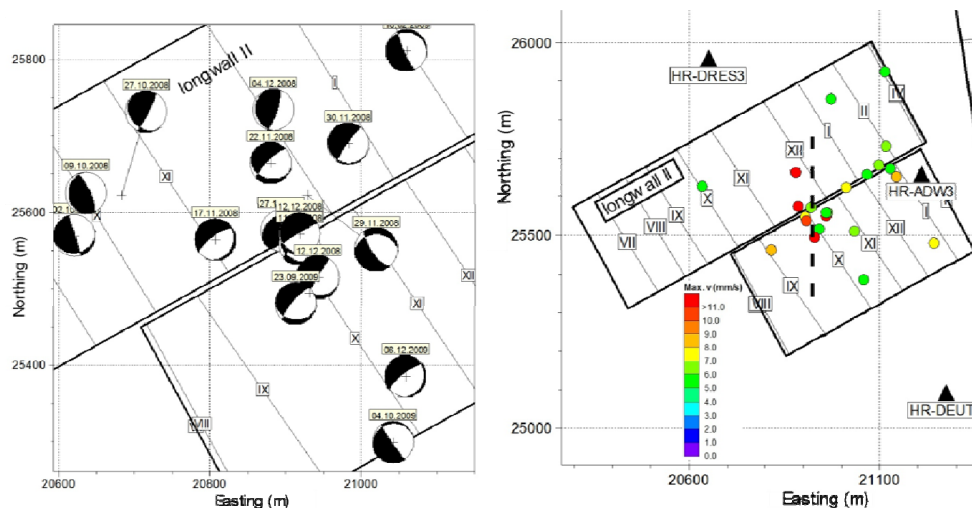 25800
25600
25400
Northing (m)
20600
20800
21000
Easting (m)
longwall II
27.10.2008
04.12.2008
30.11.2008
22.11.2008
09.10.2008
17.11.2008
12.12.2008
29.11.2008
12.12.2008
23.09.2009
04.10.2009
I
XI
X
XII
XI
X
IX
VIII
26000
25500
25000
Northing (m)
20600
21100
Easting (m)
HR-DRES3
HR-ADW3
HR-DEUT
longwall II
IV
II
I
XII
XI
X
IX
VIII
VII
I
XII
XI
X
IX
VIII
Max. v (mm/s)
>11.0
10.0
9.0
8.0
7.0
6.0
5.0
4.0
3.0
2.0
1.0
0.0